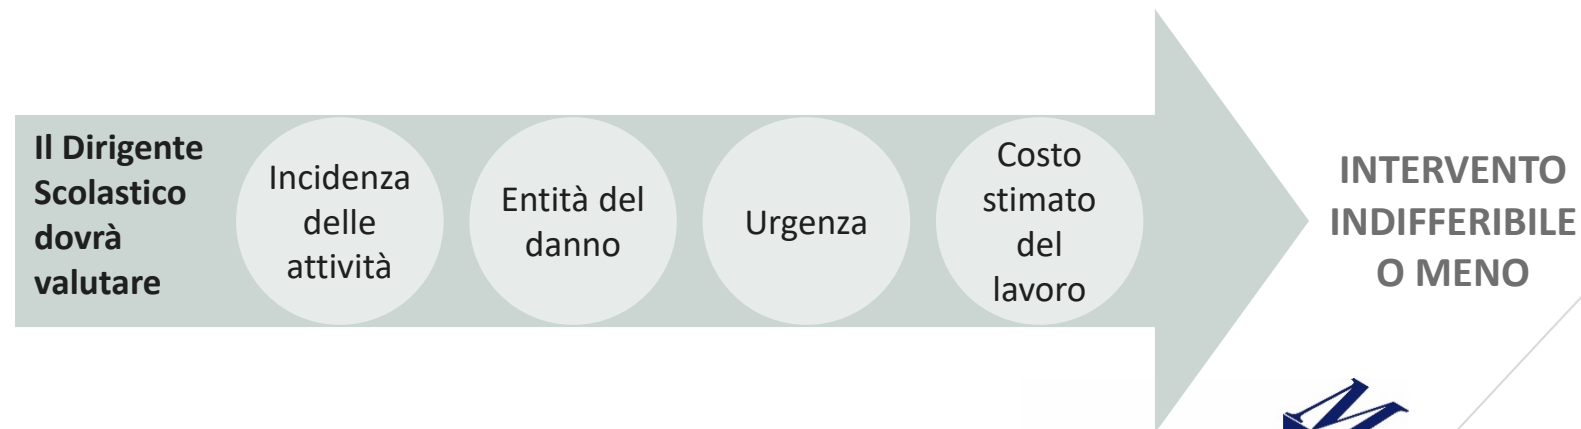 Il Dirigente
Scolastico
dovrà
valutare
Incidenza
delle
attività
Entità del
danno
Urgenza
Costo
stimato
del
lavoro
INTERVENTO
INDIFFERIBILE
O MENO
M